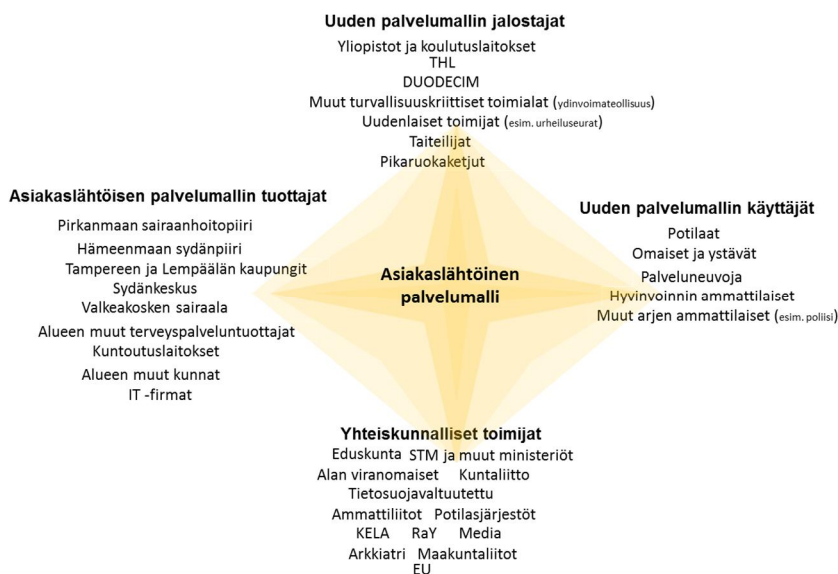 Uuden palvelumallin jalostajat
Yliopistot ja koulutuslaitokset
THL
DUODECIM
Muut turvallisuuskriittiset toimialat (ydinvoimateollisuus)
Uudenlaiset toimijat (esim. urheiluseurat)
Taiteilijat
Pikaruokaketjut
Asiakaslähtöisen palvelumallin tuottajat
Pirkanmaan sairaanhoitopiiri
Hämeenmaan sydänpiiri
Tampereen ja Lempäälän kaupungit
Sydänkeskus
Valkeakosken sairaala
Alueen muut terveyspalveluntuottajat
Kuntoutuslaitokset
Alueen muut kunnat
IT -firmat
Asiakaslähtöinen
palvelumalli
Uuden palvelumallin käyttäjät
Potilaat
Omaiset ja ystävät
Palveluneuvoja
Hyvinvoinnin ammattilaiset
Muut arjen ammattilaiset (esim. poliisi)
Yhteiskunnalliset toimijat
Eduskunta STM ja muut ministeriöt
Alan viranomaiset Kuntaliitto
Tietosuojavaltuutettu
Ammattiliitot Potilasjärjestöt
KELA RaY Media
Arkkiatri Maakuntaliitot
EU